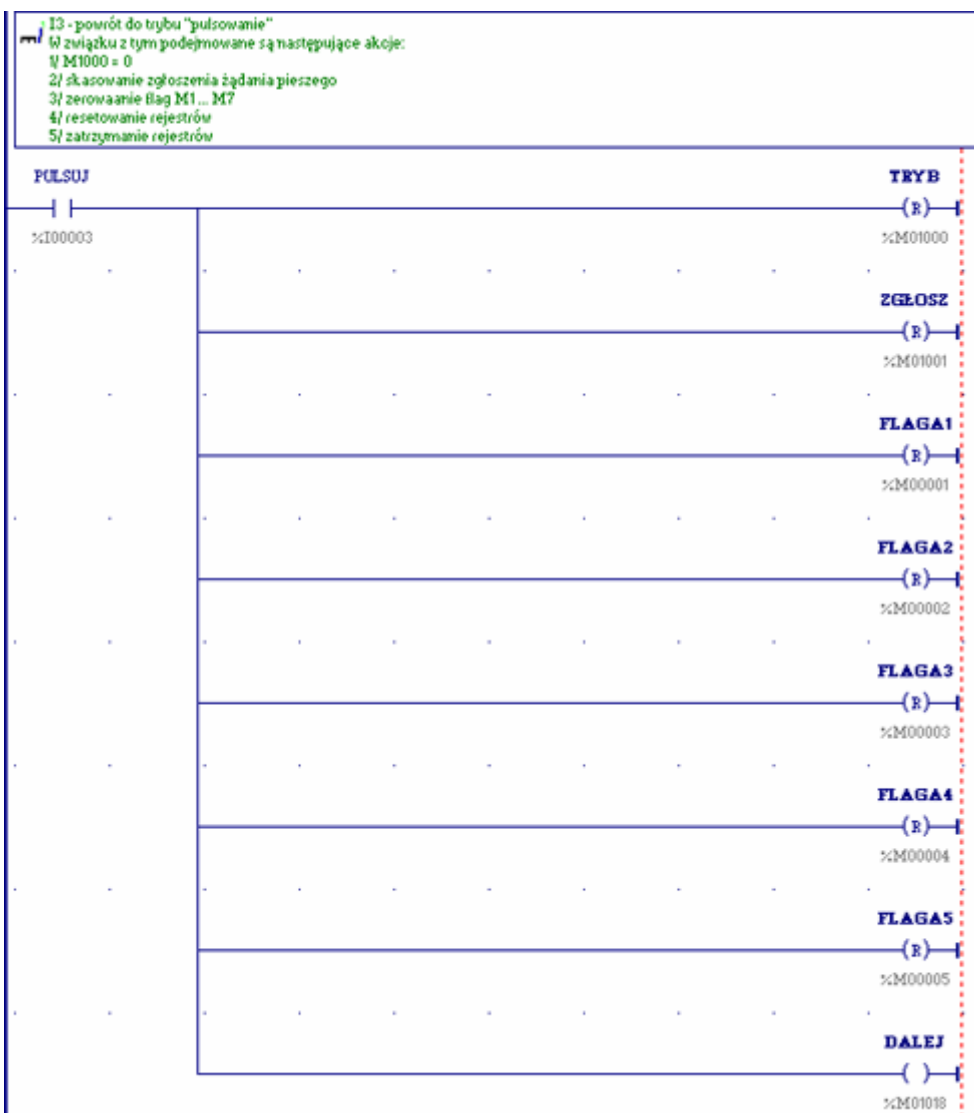 I3 - powrót do trybu "pulsowanie"
W związku z tym podejmowane są następujące akcje:
1/ M1000 = 0
2/ skasowanie zgłoszenia żądania pieszego
3/ zerowaanie flag M1 ... M7
4/ resetowanie rejestrów
5/ zatrzymanie rejestrów
PULSUJ TRYB
(R)
%I00003 %M01000
ZGŁOSZ
(R)
%M01001
FLAGA1
(R)
%M00001
FLAGA2
(R)
%M00002
FLAGA3
(R)
%M00003
FLAGA4
(R)
%M00004
FLAGA5
(R)
%M00005
DALEJ
( )
%M01018